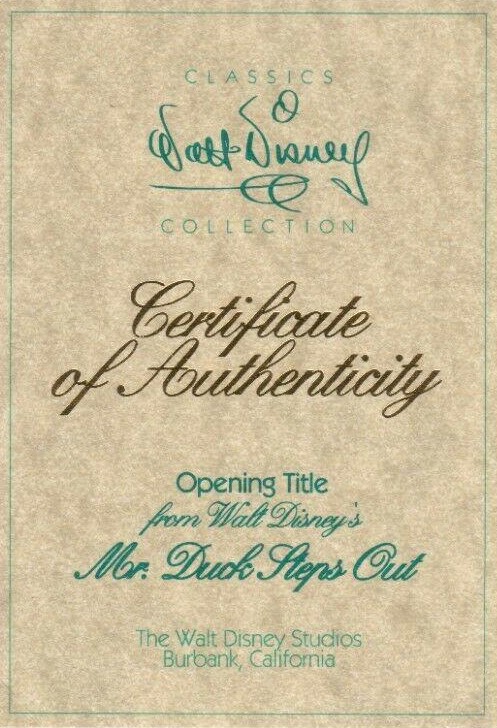 CLASSICS
Walt Disney
COLLECTION
Certificate
of Authenticity
Opening Title
from Walt Disney's
Mr. Duck Steps Out
The Walt Disney Studios
Burbank, California